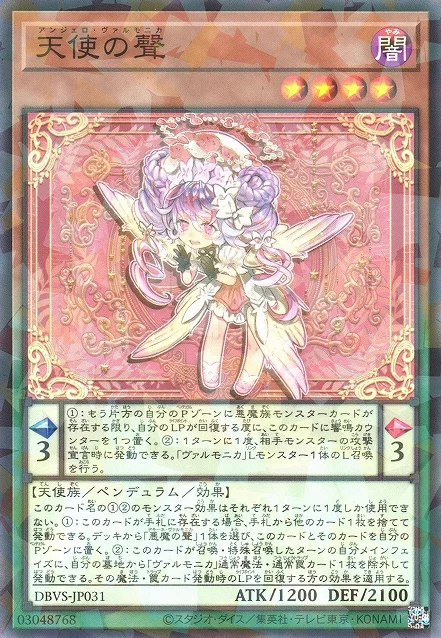 アンジェロ・ヴァルモニカ
天使の聲
やみ
闇
①:もう片方の自分のPゾーンに悪魔族モンスターカードが
存在する限り、自分のLPが回復する度に、このカードに響鳴カウ
ンターを1つ置く。②:1ターンに1度、相手モンスターの攻撃
宣言時に発動できる。「ヴァルモニカ」Lモンスター1体のL召喚
を行う。
3
3
【天使族/ペンデュラム/効果】
このカード名の①②のモンスター効果はそれぞれ1ターンに1度しか使用で
きない。①:このカードが手札に存在する場合、手札から他のカード1枚を捨てて
発動できる。デッキから「悪魔の聲」1体を選び、このカードとそのカードを自分の
Pゾーンに置く。②:このカードが召喚・特殊召喚したターンの自分メインフェ
イズに、自分の墓地から「ヴァルモニカ」通常魔法・通常罠カード1枚を除外して
発動できる。その魔法・罠カード発動時のLPを回復する方の効果を適用する。
DBVS-JP031
ATK/1200 DEF/2100
03048768
©スタジオ・ダイス/集英社・テレビ東京・KONAMI